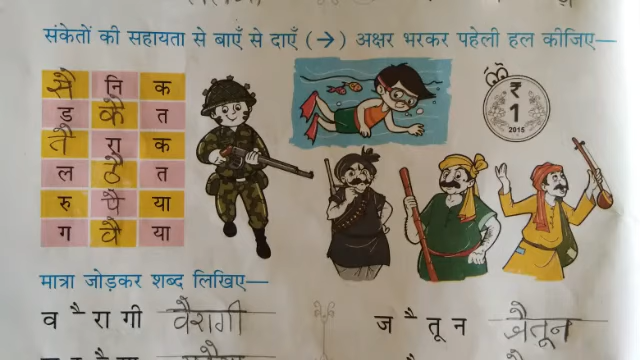 संकेतों की सहायता से बाएँ से दाएँ (→) अक्षर भरकर पहेली हल कीजिए—
सै नि क
ड कै त
तै रा क
ल ठै त
रु पै या
ग वै या
₹
1
2015
मात्रा जोड़कर शब्द लिखिए—
व ै रा गी वैरागी
ज ै तू न जैतून